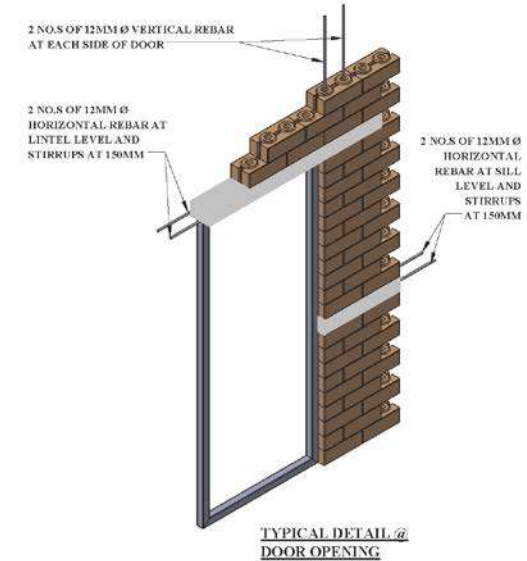 2 NO.S OF 12MM Ø VERTICAL REBAR
AT EACH SIDE OF DOOR
2 NO.S OF 12MM Ø
HORIZONTAL REBAR AT
LINTEL LEVEL AND
STIRRUPS AT 150MM
2 NO.S OF 12MM Ø
HORIZONTAL
REBAR AT SILL
LEVEL AND
STIRRUPS
AT 150MM
TYPICAL DETAIL @
DOOR OPENING